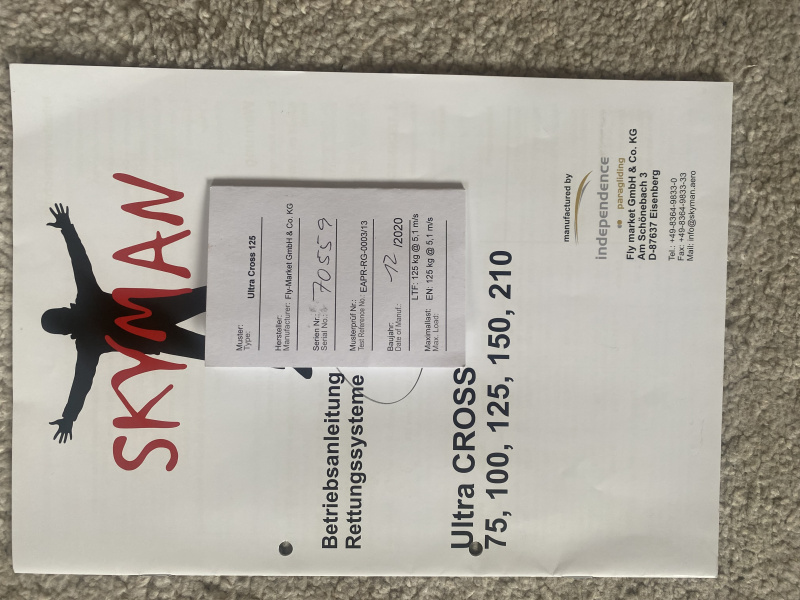 SKYMAN
Muster:
Type: Ultra Cross 125
Hersteller:
Manufacturer: Fly-Market GmbH & Co. KG
Serien Nr.:
Serial No.: 70559
Musterprüf Nr.:
Test Reference No.: EAPR-RG-0003/13
Baujahr:
Date of Manuf.: 12 /2020
LTF: 125 kg @ 5,1 m/s
Maximallast: EN: 125 kg @ 5,1 m/s
Max. Load:
Betriebsanleitung
Rettungssysteme
Ultra CROSS
75, 100, 125, 150, 210
manufactured by
independence
paragliding
Fly market GmbH & Co. KG
Am Schönebach 3
D-87637 Eisenberg
Tel.: +49-8364-9833-0
Fax: +49-8364-9833-33
Mail: info@skyman.aero